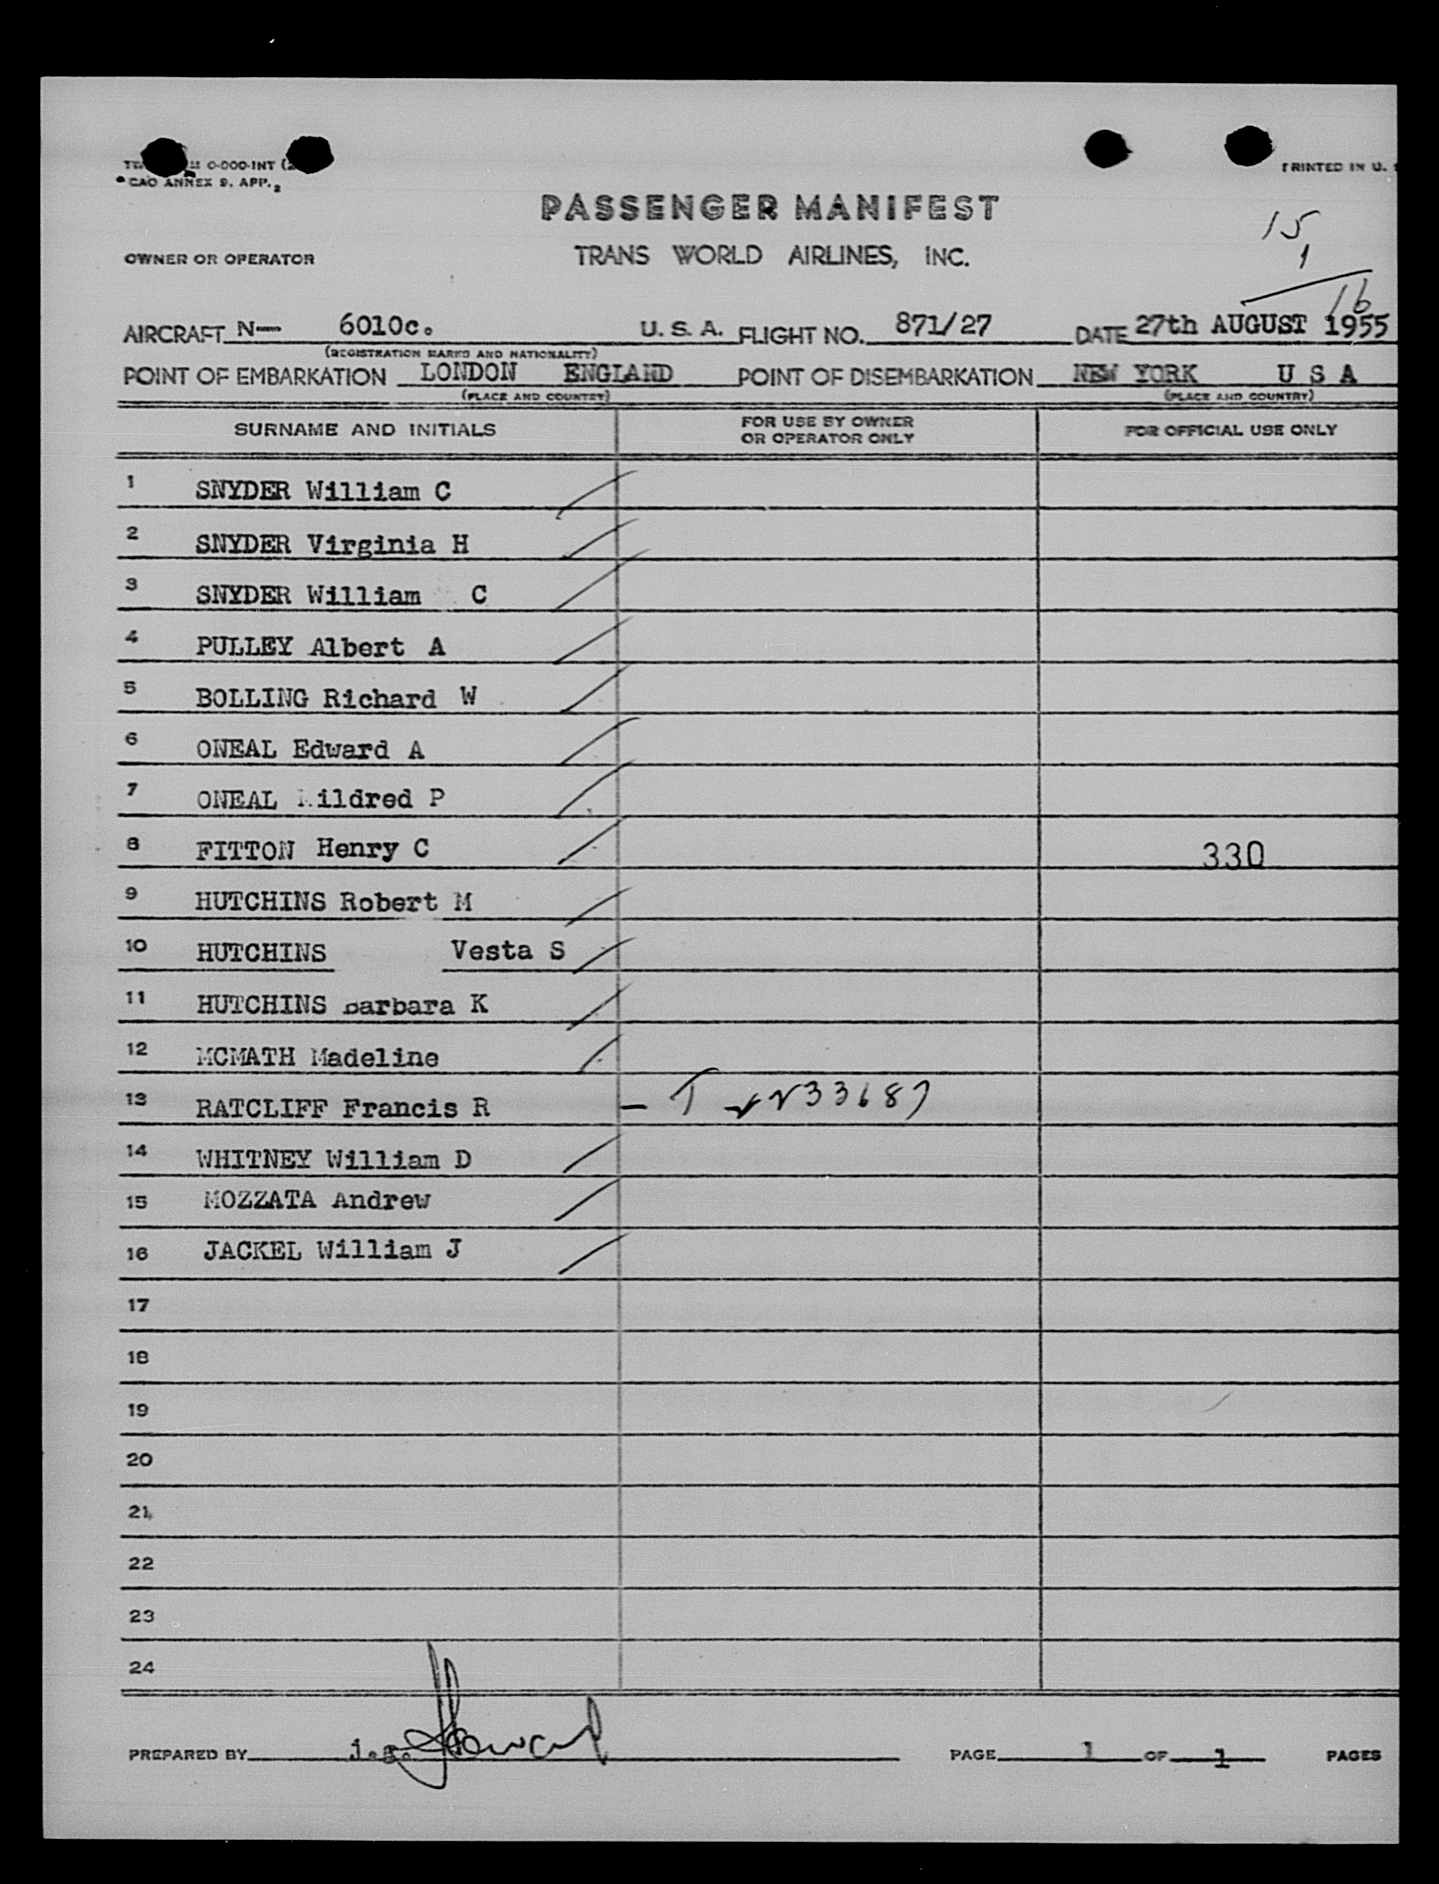 O-000-INT
CAO ANNEX 9. APP. 2
PRINTED IN U.
PASSENGER MANIFEST
15
1
16
OWNER OR OPERATOR TRANS WORLD AIRLINES, INC.
AIRCRAFT N— 6010c. U. S. A. FLIGHT NO. 871/27 DATE 27th AUGUST 1955
(REGISTRATION MARKS AND NATIONALITY)
POINT OF EMBARKATION LONDON ENGLAND POINT OF DISEMBARKATION NEW YORK U S A
(PLACE AND COUNTRY) (PLACE AND COUNTRY)
SURNAME AND INITIALS FOR USE BY OWNER OR OPERATOR ONLY FOR OFFICIAL USE ONLY
1 SNYDER William C
2 SNYDER Virginia H
3 SNYDER William C
4 PULLEY Albert A
5 BOLLING Richard W
6 ONEAL Edward A
7 ONEAL Mildred P
8 FITTON Henry C 330
9 HUTCHINS Robert M
10 HUTCHINS Vesta S
11 HUTCHINS Barbara K
12 MCMATH Madeline
13 RATCLIFF Francis R — T 33687
14 WHITNEY William D
15 MOZZATA Andrew
16 JACKEL William J
17
18
19
20
21
22
23
24
PREPARED BY PAGE 1 OF 1 PAGES